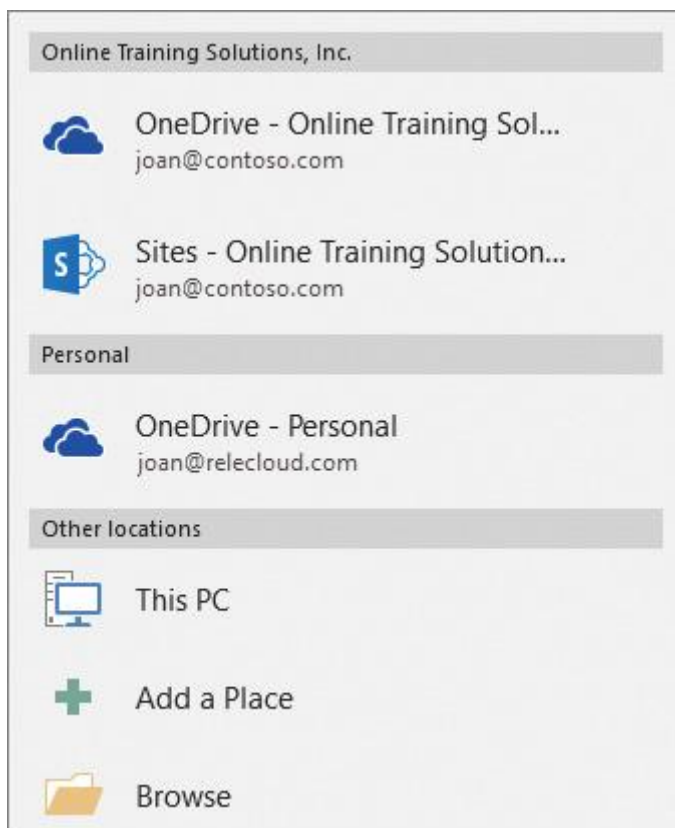 Online Training Solutions, Inc.
OneDrive - Online Training Sol...
joan@contoso.com
S
Sites - Online Training Solution...
joan@contoso.com
Personal
OneDrive - Personal
joan@relecloud.com
Other locations
This PC
Add a Place
Browse